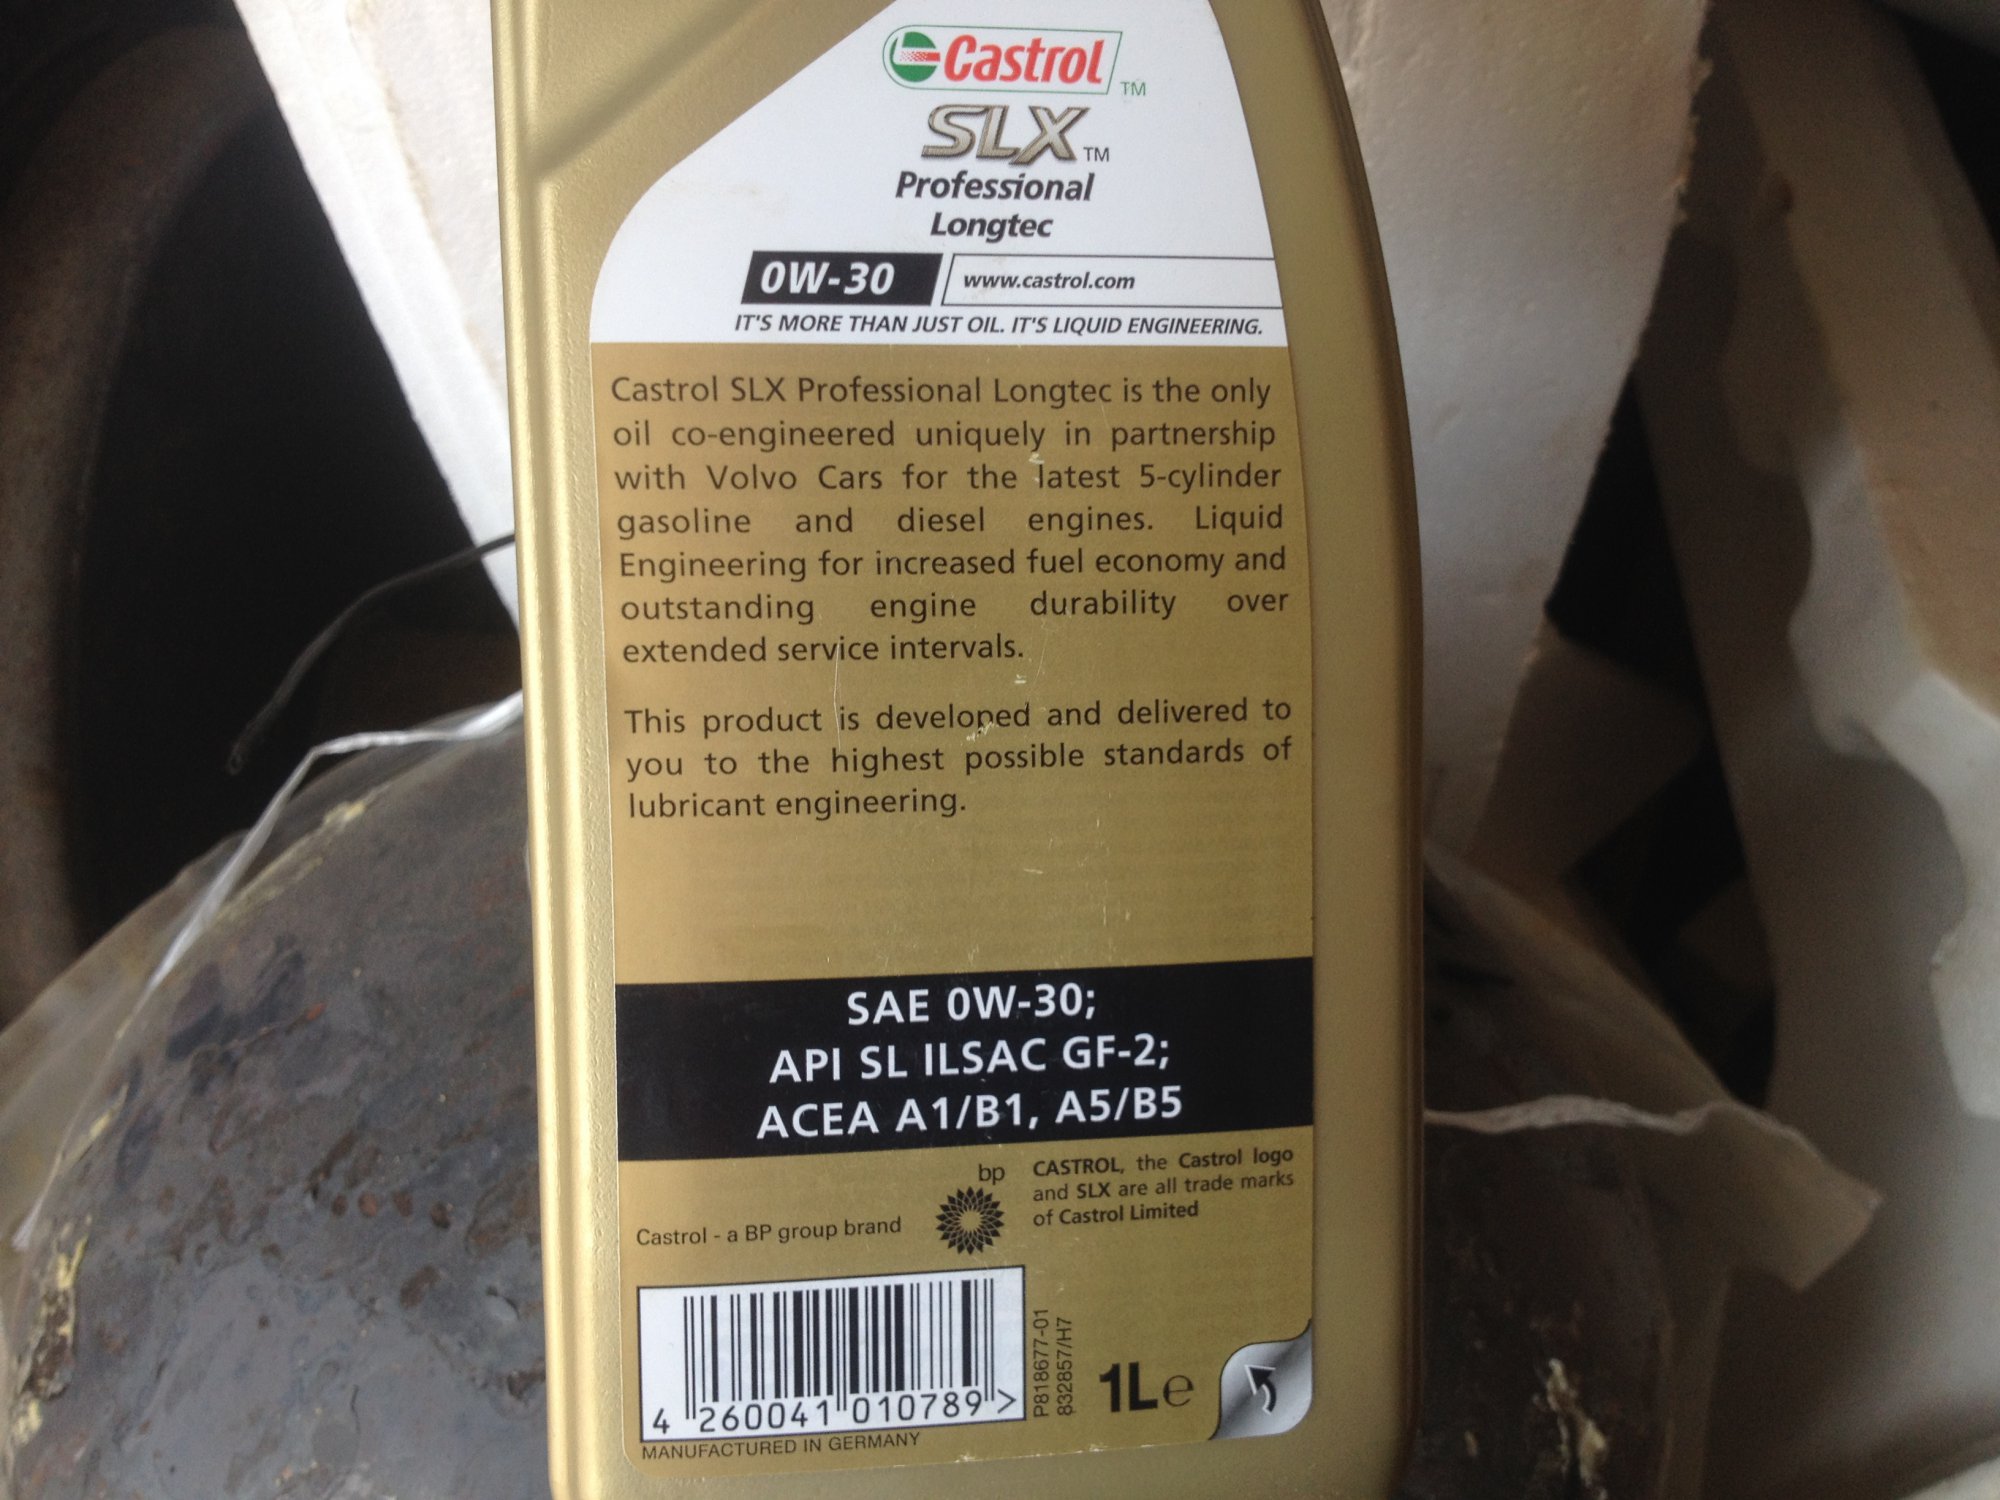 Castrol TM
SLX TM
Professional
Longtec
0W-30 www.castrol.com
IT'S MORE THAN JUST OIL. IT'S LIQUID ENGINEERING.
Castrol SLX Professional Longtec is the only
oil co-engineered uniquely in partnership
with Volvo Cars for the latest 5-cylinder
gasoline and diesel engines. Liquid
Engineering for increased fuel economy and
outstanding engine durability over
extended service intervals.
This product is developed and delivered to
you to the highest possible standards of
lubricant engineering.
SAE 0W-30;
API SL ILSAC GF-2;
ACEA A1/B1, A5/B5
Castrol - a BP group brand
bp
CASTROL, the Castrol logo
and SLX are all trade marks
of Castrol Limited
4 260041 010789 >
MANUFACTURED IN GERMANY
P818677-01
832857/H7
1L e